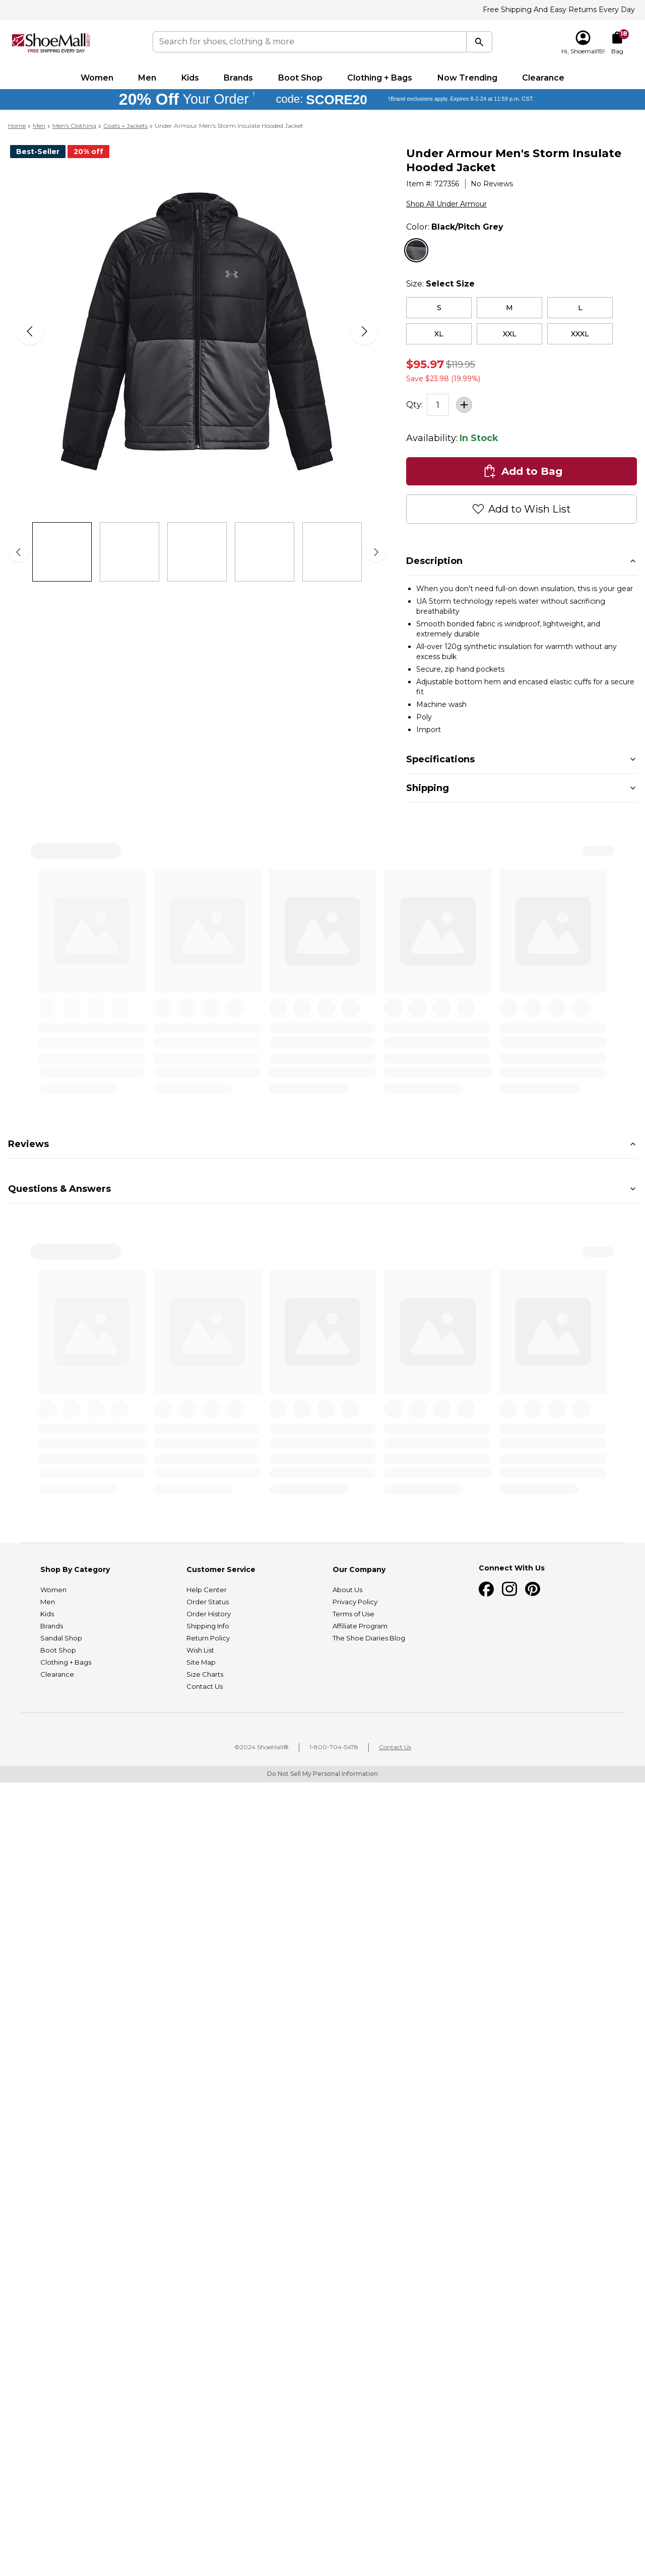 Free Shipping And Easy Returns Every Day
ShoeMall
FREE SHIPPING EVERY DAY
Search for shoes, clothing & more
18
Hi, Shoemall19!
Bag
Women Men Kids Brands Boot Shop Clothing + Bags Now Trending Clearance
20% Off Your Order † code: SCORE20 †Brand exclusions apply. Expires 8-2-24 at 11:59 p.m. CST.
Home > Men > Men's Clothing > Coats + Jackets > Under Armour Men's Storm Insulate Hooded Jacket
Best-Seller 20% off
Under Armour Men's Storm Insulate
Hooded Jacket
Item #: 727356 | No Reviews
Shop All Under Armour
Color: Black/Pitch Grey
Size: Select Size
S M L
XL XXL XXXL
$95.97 $119.95
Save $23.98 (19.99%)
Qty: 1 +
Availability: In Stock
Add to Bag
Add to Wish List
Description
• When you don't need full-on down insulation, this is your gear
• UA Storm technology repels water without sacrificing
breathability
• Smooth bonded fabric is windproof, lightweight, and
extremely durable
• All-over 120g synthetic insulation for warmth without any
excess bulk
• Secure, zip hand pockets
• Adjustable bottom hem and encased elastic cuffs for a secure
fit
• Machine wash
• Poly
• Import
Specifications
Shipping
Reviews
Questions & Answers
Shop By Category
Women
Men
Kids
Brands
Sandal Shop
Boot Shop
Clothing + Bags
Clearance
Customer Service
Help Center
Order Status
Order History
Shipping Info
Return Policy
Wish List
Site Map
Size Charts
Contact Us
Our Company
About Us
Privacy Policy
Terms of Use
Affiliate Program
The Shoe Diaries Blog
Connect With Us
©2024 ShoeMall® | 1-800-704-5478 | Contact Us
Do Not Sell My Personal Information